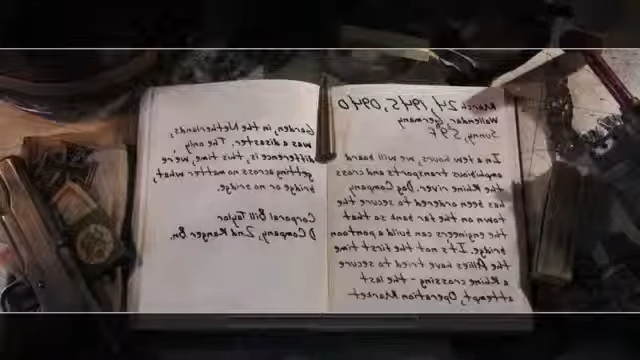 March 24, 1945, 0940
Wallendar, Germany
Sunny, 59 F
In a few hours, we will board
amphibious transports and cross
the Rhine river. Dog Company
has been ordered to secure the
town on the far bank so that
the engineers can build a pontoon
bridge. It's not the first time
the Allies have tried to secure
a Rhine crossing - the last
attempt, Operation Market
Garden, in the Netherlands,
was a disaster. The only
difference is, this time, we're
getting across no matter what,
bridge or no bridge.
Corporal Bill Taylor
D Company, 2nd Ranger Bn.